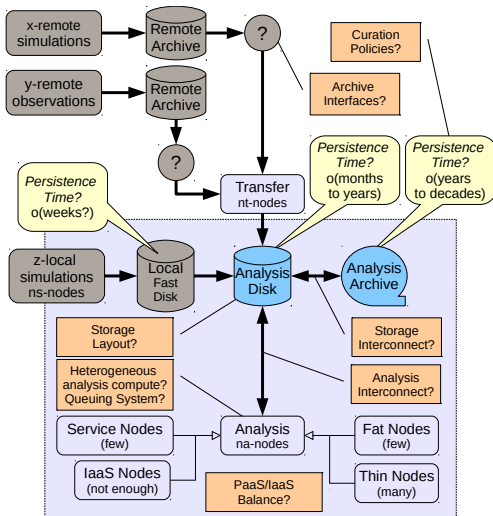 x-remote
simulations
Remote
Archive
?
Curation
Policies?
y-remote
observations
Remote
Archive
Archive
Interfaces?
?
Persistence
Time?
o(weeks?)
Transfer
nt-nodes
Persistence
Time?
o(months
to years)
Persistence
Time?
o(years
to decades)
z-local
simulations
ns-nodes
Local
Fast
Disk
Analysis
Disk
Analysis
Archive
Storage
Layout?
Storage
Interconnect?
Heterogeneous
analysis compute?
Queuing System?
Analysis
Interconnect?
Service Nodes
(few)
Analysis
na-nodes
Fat Nodes
(few)
IaaS Nodes
(not enough)
PaaS/IaaS
Balance?
Thin Nodes
(many)